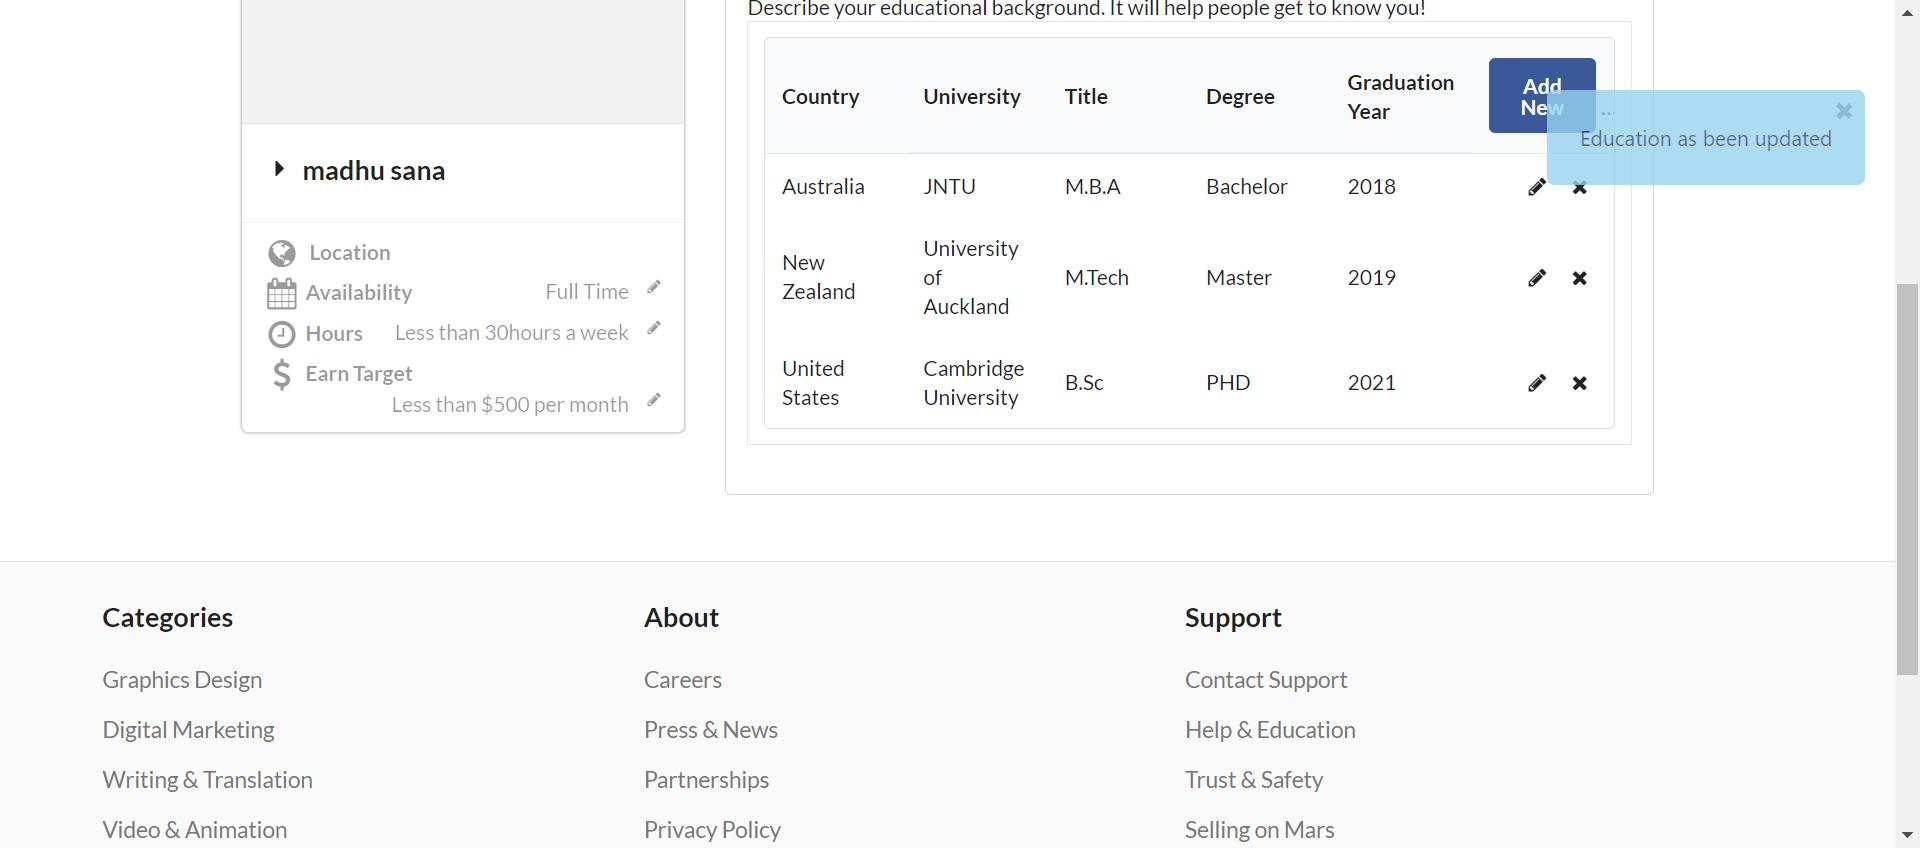 Describe your educational background. It will help people get to know you!
Country University Title Degree Graduation Year Add New ...
Education as been updated
Australia JNTU M.B.A Bachelor 2018
New Zealand University of Auckland M.Tech Master 2019
United States Cambridge University B.Sc PHD 2021
madhu sana
Location
Availability Full Time
Hours Less than 30hours a week
Earn Target
Less than $500 per month
Categories
Graphics Design
Digital Marketing
Writing & Translation
Video & Animation
About
Careers
Press & News
Partnerships
Privacy Policy
Support
Contact Support
Help & Education
Trust & Safety
Selling on Mars